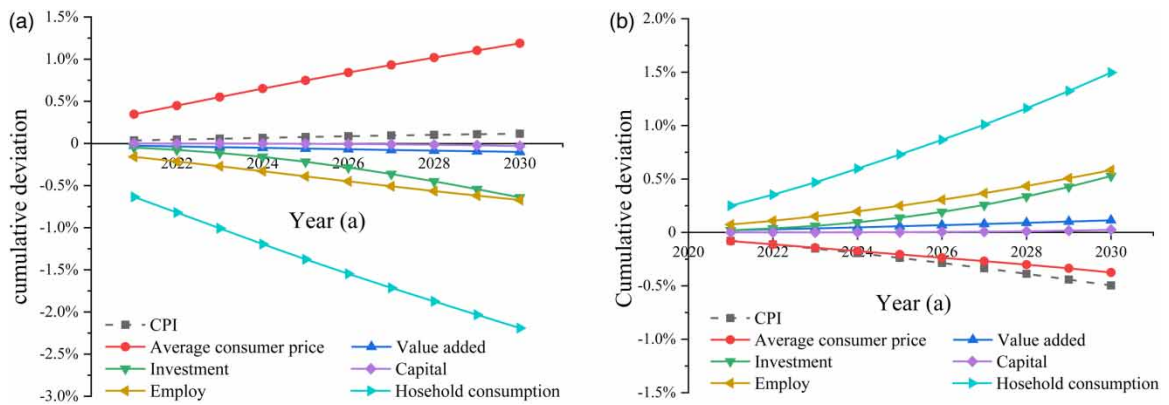 (a)
1.5%
1.0%
0.5%
0
-0.5%
-1.0%
-1.5%
-2.0%
-2.5%
-3.0%
cumulative deviation
2022 2024 2026 2028 2030
Year (a)
CPI
Average consumer price
Value added
Investment
Capital
Employ
Hosehold consumption
(b)
2.0%
1.5%
1.0%
0.5%
0
-0.5%
-1.0%
-1.5%
Cumulative deviation
2020 2022 2024 2026 2028 2030
Year (a)
CPI
Average consumer price
Value added
Investment
Capital
Employ
Hosehold consumption